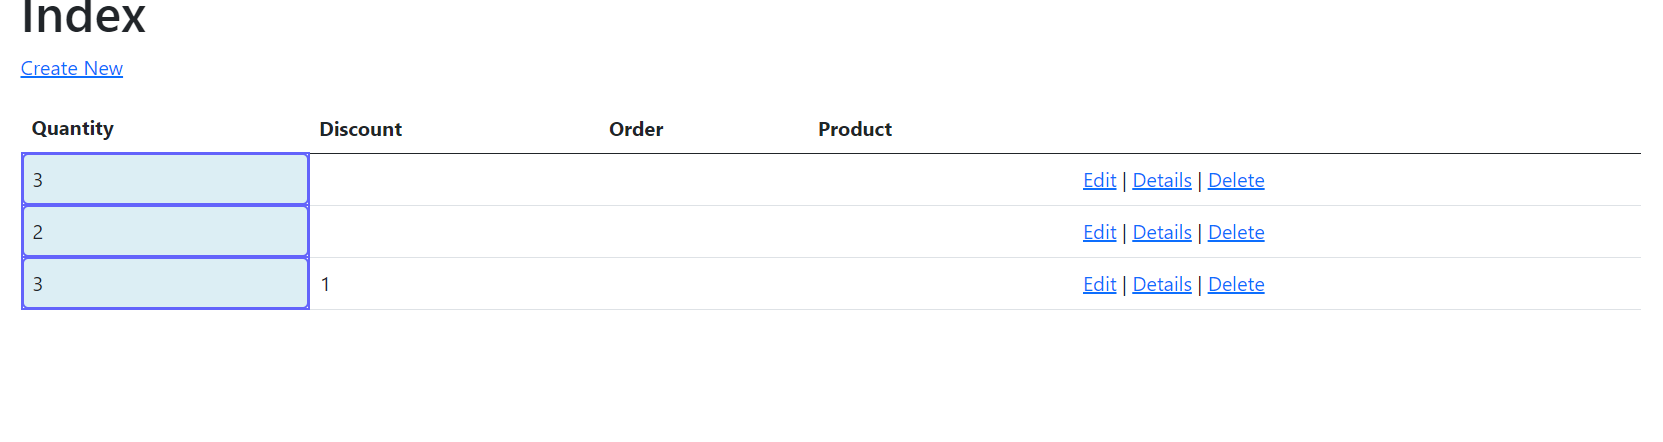 Index
Create New
Quantity Discount Order Product
3 Edit | Details | Delete
2 Edit | Details | Delete
3 1 Edit | Details | Delete